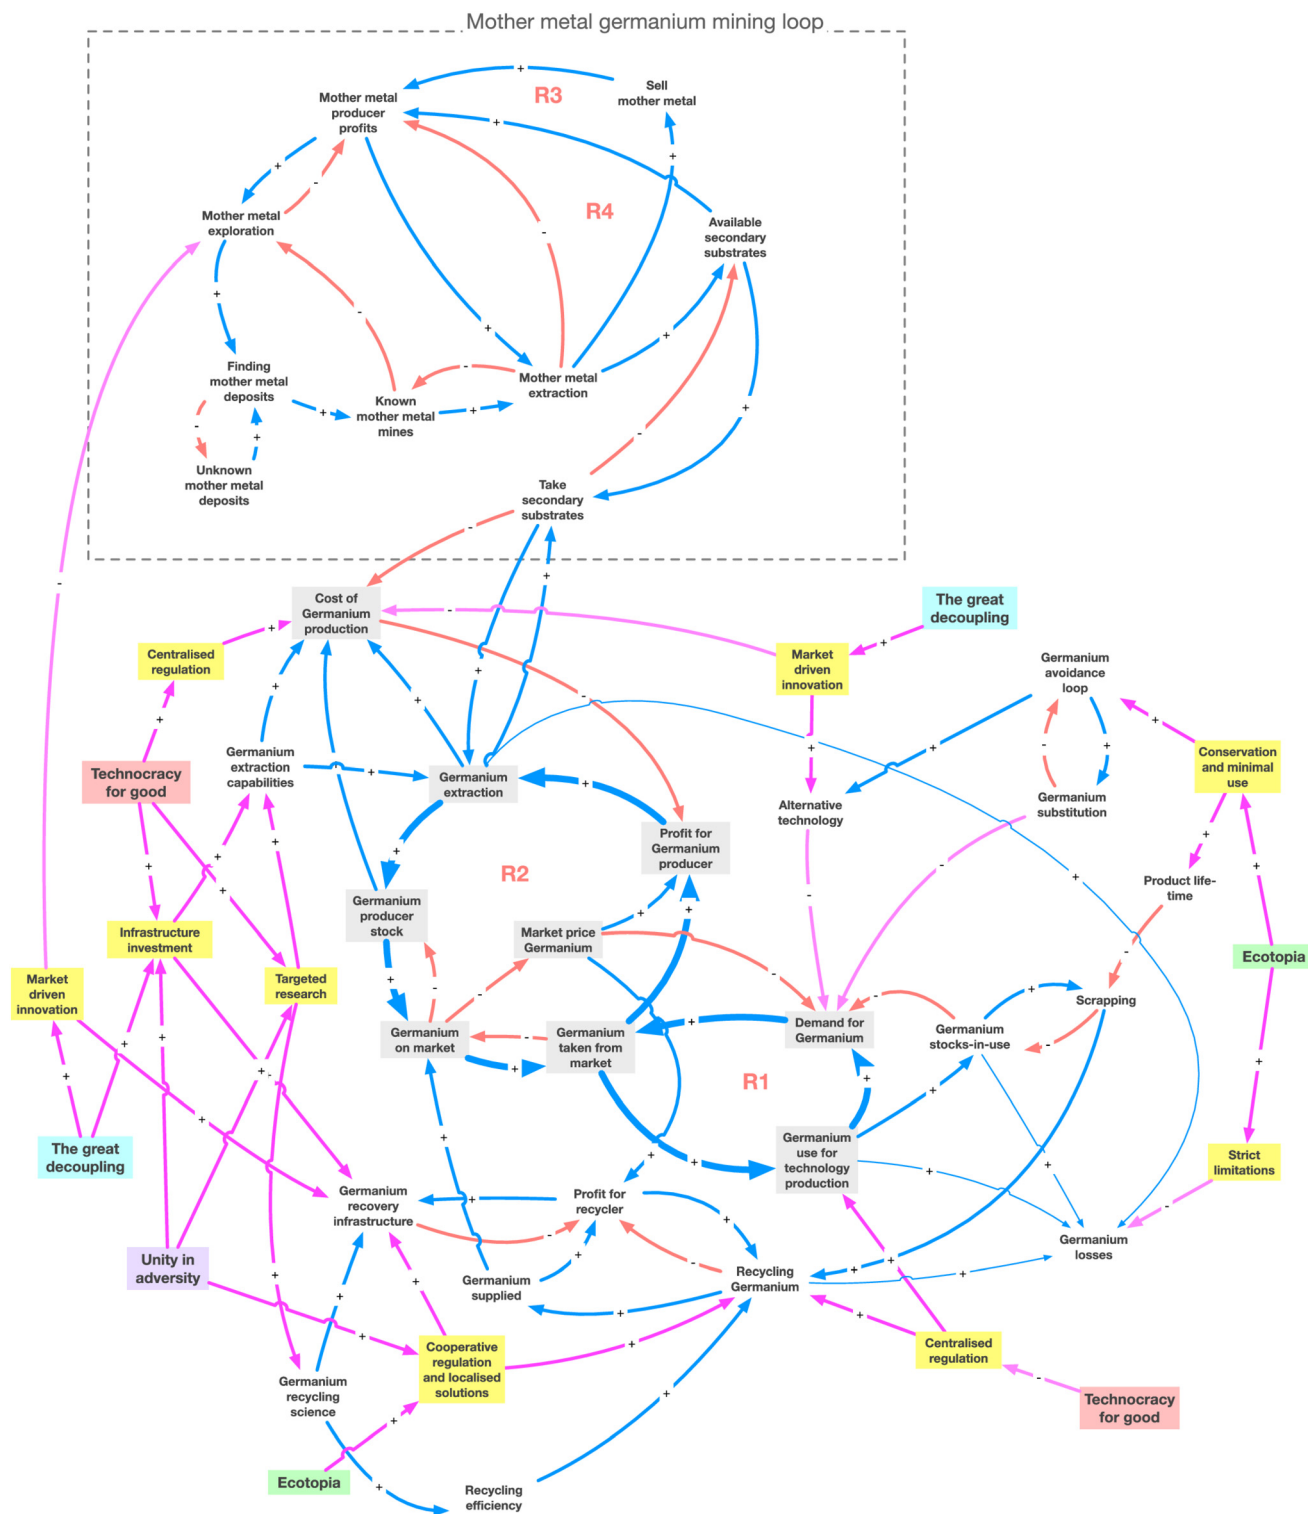 Mother metal germanium mining loop
Mother metal
producer
profits
R3
Sell
mother metal
Mother metal
exploration
R4
Available
secondary
substrates
Finding
mother metal
deposits
Known
mother metal
mines
Mother metal
extraction
Unknown
mother metal
deposits
Take
secondary
substrates
Cost of
Germanium
production
The great
decoupling
Centralised
regulation
Market
driven
innovation
Germanium
avoidance
loop
Technocracy
for good
Germanium
extraction
capabilities
Germanium
extraction
Alternative
technology
Germanium
substitution
Conservation
and minimal
use
Profit for
Germanium
producer
R2
Germanium
producer
stock
Market price
Germanium
Product life-
time
Infrastructure
investment
Ecotopia
Market
driven
innovation
Targeted
research
Scrapping
Germanium
on market
Germanium
taken from
market
Demand for
Germanium
Germanium
stocks-in-use
R1
The great
decoupling
Germanium
use for
technology
production
Strict
limitations
Germanium
recovery
infrastructure
Profit for
recycler
Germanium
losses
Unity in
adversity
Germanium
supplied
Recycling
Germanium
Cooperative
regulation
and localised
solutions
Centralised
regulation
Germanium
recycling
science
Technocracy
for good
Ecotopia
Recycling
efficiency